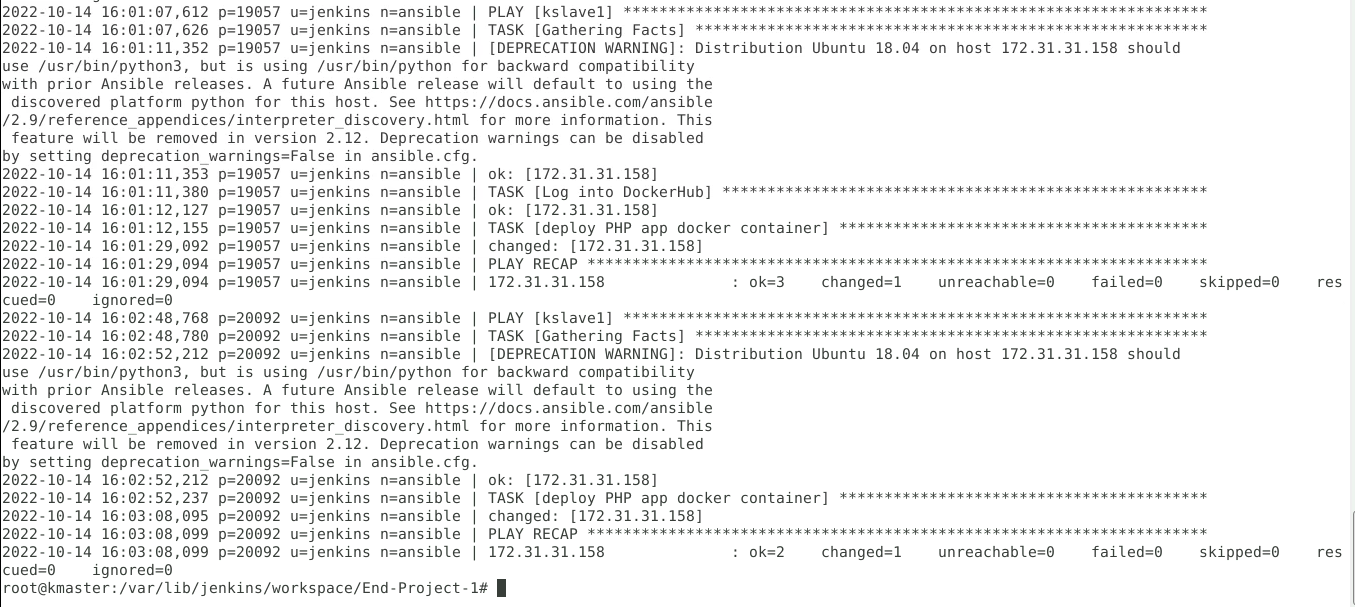 2022-10-14 16:01:07,612 p=19057 u=jenkins n=ansible | PLAY [kslave1] *****************************************************************
2022-10-14 16:01:07,626 p=19057 u=jenkins n=ansible | TASK [Gathering Facts] *********************************************************
2022-10-14 16:01:11,352 p=19057 u=jenkins n=ansible | [DEPRECATION WARNING]: Distribution Ubuntu 18.04 on host 172.31.31.158 should
use /usr/bin/python3, but is using /usr/bin/python for backward compatibility
with prior Ansible releases. A future Ansible release will default to using the
 discovered platform python for this host. See https://docs.ansible.com/ansible
/2.9/reference_appendices/interpreter_discovery.html for more information. This
 feature will be removed in version 2.12. Deprecation warnings can be disabled
by setting deprecation_warnings=False in ansible.cfg.
2022-10-14 16:01:11,353 p=19057 u=jenkins n=ansible | ok: [172.31.31.158]
2022-10-14 16:01:11,380 p=19057 u=jenkins n=ansible | TASK [Log into DockerHub] ******************************************************
2022-10-14 16:01:12,127 p=19057 u=jenkins n=ansible | ok: [172.31.31.158]
2022-10-14 16:01:12,155 p=19057 u=jenkins n=ansible | TASK [deploy PHP app docker container] *****************************************
2022-10-14 16:01:29,092 p=19057 u=jenkins n=ansible | changed: [172.31.31.158]
2022-10-14 16:01:29,094 p=19057 u=jenkins n=ansible | PLAY RECAP *********************************************************************
2022-10-14 16:01:29,094 p=19057 u=jenkins n=ansible | 172.31.31.158              : ok=3    changed=1    unreachable=0    failed=0    skipped=0    res
cued=0    ignored=0
2022-10-14 16:02:48,768 p=20092 u=jenkins n=ansible | PLAY [kslave1] *****************************************************************
2022-10-14 16:02:48,780 p=20092 u=jenkins n=ansible | TASK [Gathering Facts] *********************************************************
2022-10-14 16:02:52,212 p=20092 u=jenkins n=ansible | [DEPRECATION WARNING]: Distribution Ubuntu 18.04 on host 172.31.31.158 should
use /usr/bin/python3, but is using /usr/bin/python for backward compatibility
with prior Ansible releases. A future Ansible release will default to using the
 discovered platform python for this host. See https://docs.ansible.com/ansible
/2.9/reference_appendices/interpreter_discovery.html for more information. This
 feature will be removed in version 2.12. Deprecation warnings can be disabled
by setting deprecation_warnings=False in ansible.cfg.
2022-10-14 16:02:52,212 p=20092 u=jenkins n=ansible | ok: [172.31.31.158]
2022-10-14 16:02:52,237 p=20092 u=jenkins n=ansible | TASK [deploy PHP app docker container] *****************************************
2022-10-14 16:03:08,095 p=20092 u=jenkins n=ansible | changed: [172.31.31.158]
2022-10-14 16:03:08,099 p=20092 u=jenkins n=ansible | PLAY RECAP *********************************************************************
2022-10-14 16:03:08,099 p=20092 u=jenkins n=ansible | 172.31.31.158              : ok=2    changed=1    unreachable=0    failed=0    skipped=0    res
cued=0    ignored=0
root@kmaster:/var/lib/jenkins/workspace/End-Project-1#